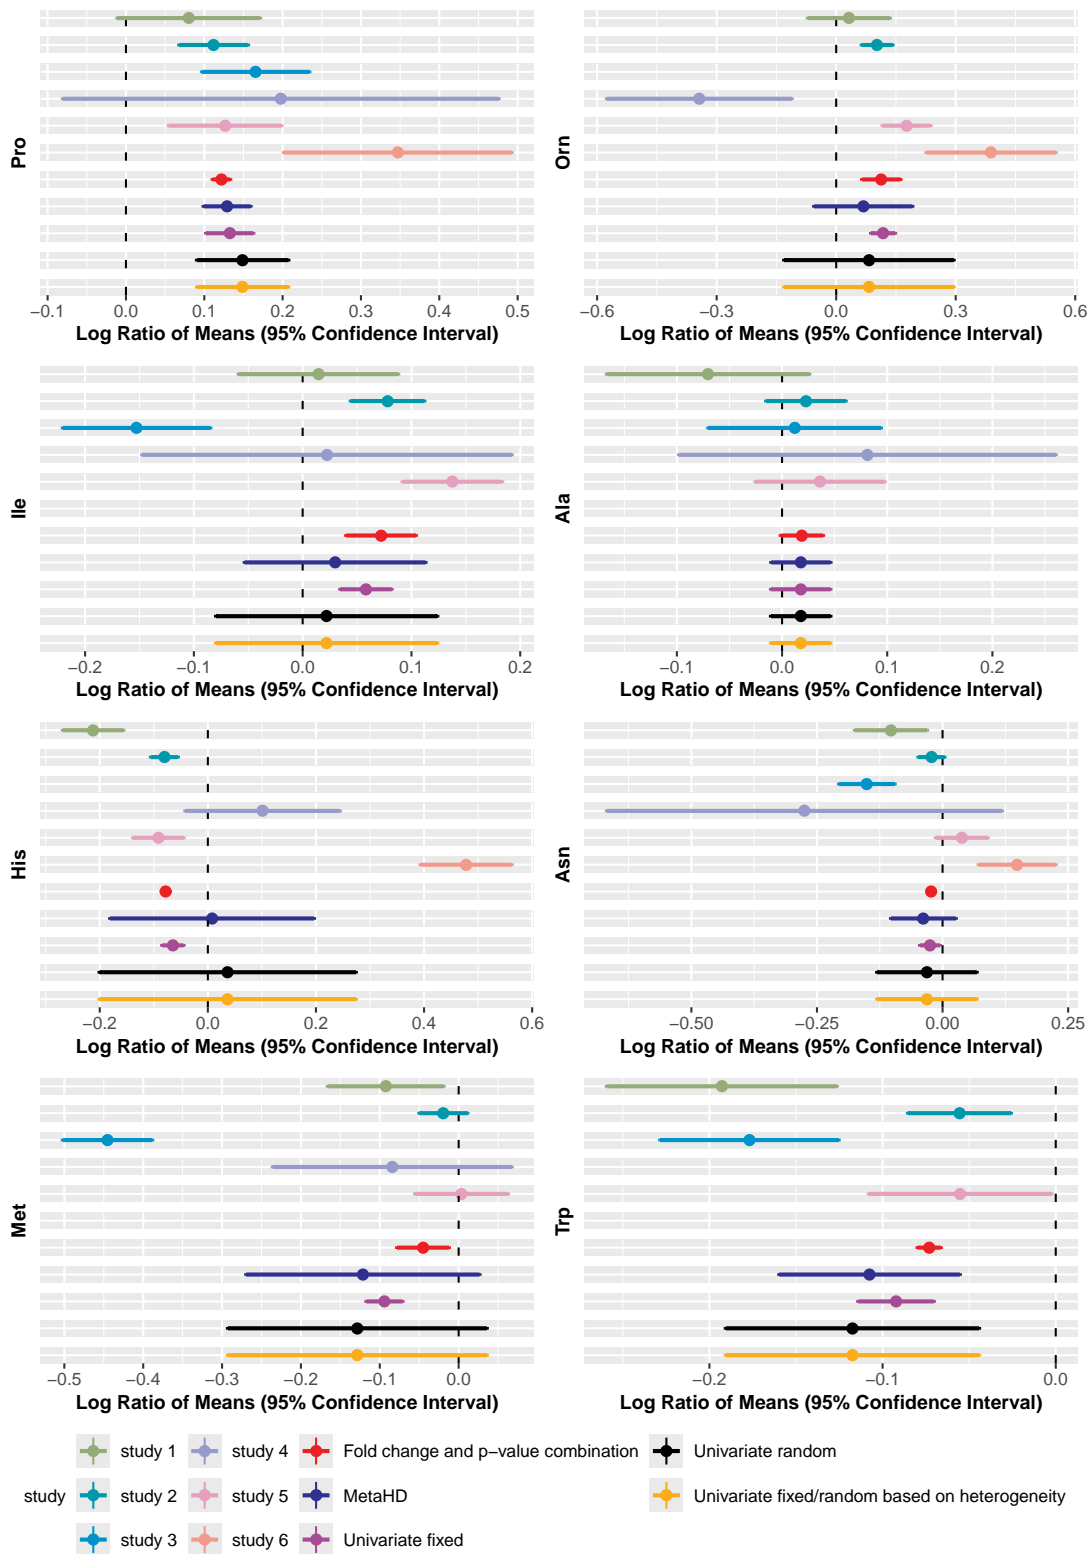 Pro
−0.1 0.0 0.1 0.2 0.3 0.4 0.5
Log Ratio of Means (95% Confidence Interval)
Orn
−0.6 −0.3 0.0 0.3 0.6
Log Ratio of Means (95% Confidence Interval)
Ile
−0.2 −0.1 0.0 0.1 0.2
Log Ratio of Means (95% Confidence Interval)
Ala
−0.1 0.0 0.1 0.2
Log Ratio of Means (95% Confidence Interval)
His
−0.2 0.0 0.2 0.4 0.6
Log Ratio of Means (95% Confidence Interval)
Asn
−0.50 −0.25 0.00 0.25
Log Ratio of Means (95% Confidence Interval)
Met
−0.5 −0.4 −0.3 −0.2 −0.1 0.0
Log Ratio of Means (95% Confidence Interval)
Trp
−0.2 −0.1 0.0
Log Ratio of Means (95% Confidence Interval)
study
study 1
study 2
study 3
study 4
study 5
study 6
Fold change and p−value combination
MetaHD
Univariate fixed
Univariate random
Univariate fixed/random based on heterogeneity